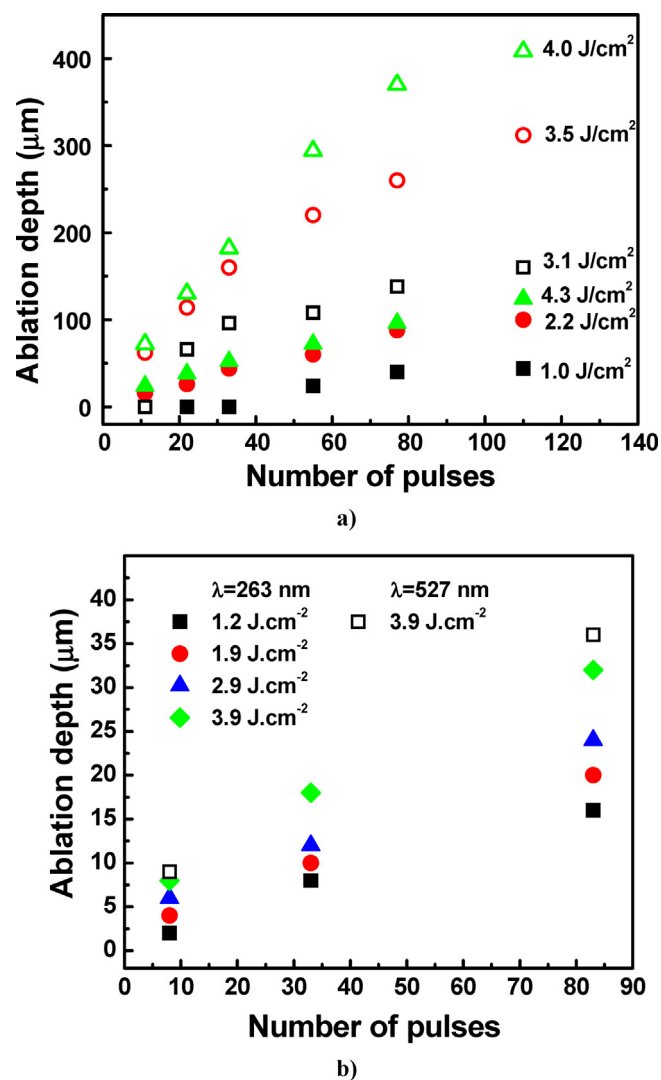 400
300
200
100
0
Ablation depth (μm)
4.0 J/cm²
3.5 J/cm²
3.1 J/cm²
4.3 J/cm²
2.2 J/cm²
1.0 J/cm²
0 20 40 60 80 100 120 140
Number of pulses
a)
λ=263 nm λ=527 nm
1.2 J.cm⁻² 3.9 J.cm⁻²
1.9 J.cm⁻²
2.9 J.cm⁻²
3.9 J.cm⁻²
40
35
30
25
20
15
10
5
0
Ablation depth (μm)
0 10 20 30 40 50 60 70 80 90
Number of pulses
b)